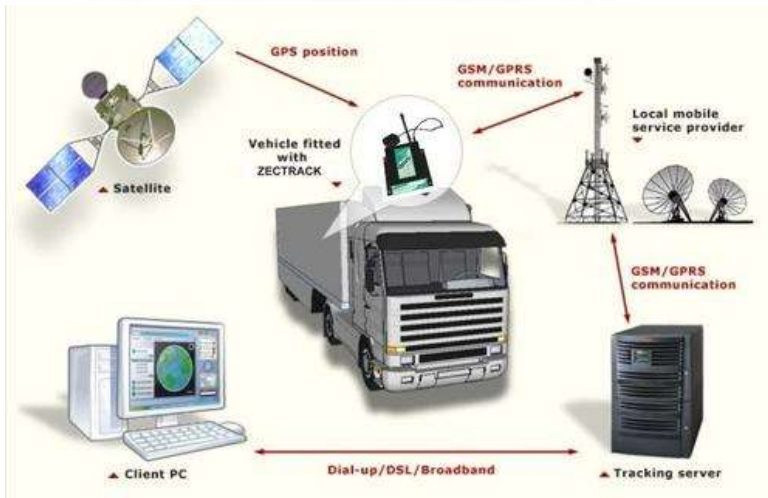 GPS position
GSM/GPRS
communication
Local mobile
service provider
Vehicle fitted
with
ZECTRACK
Satellite
GSM/GPRS
communication
Client PC
Dial-up/DSL/Broadband
Tracking server